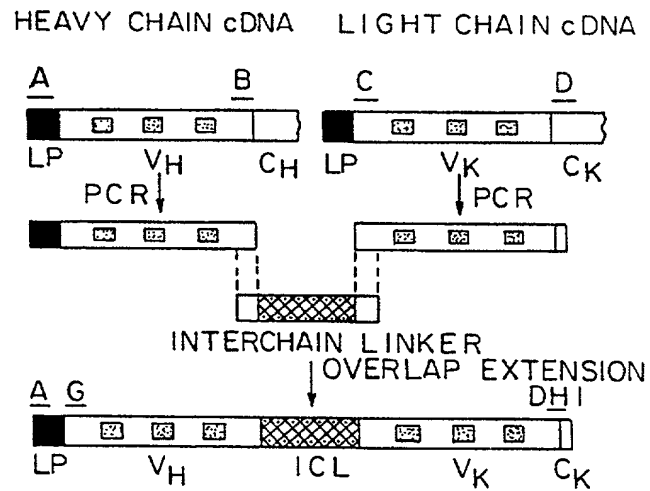 HEAVY CHAIN cDNA LIGHT CHAIN cDNA
A B C D
LP VH CH LP VK CK
PCR PCR
INTERCHAIN LINKER
OVERLAP EXTENSION
A G DHI
LP VH ICL VK CK